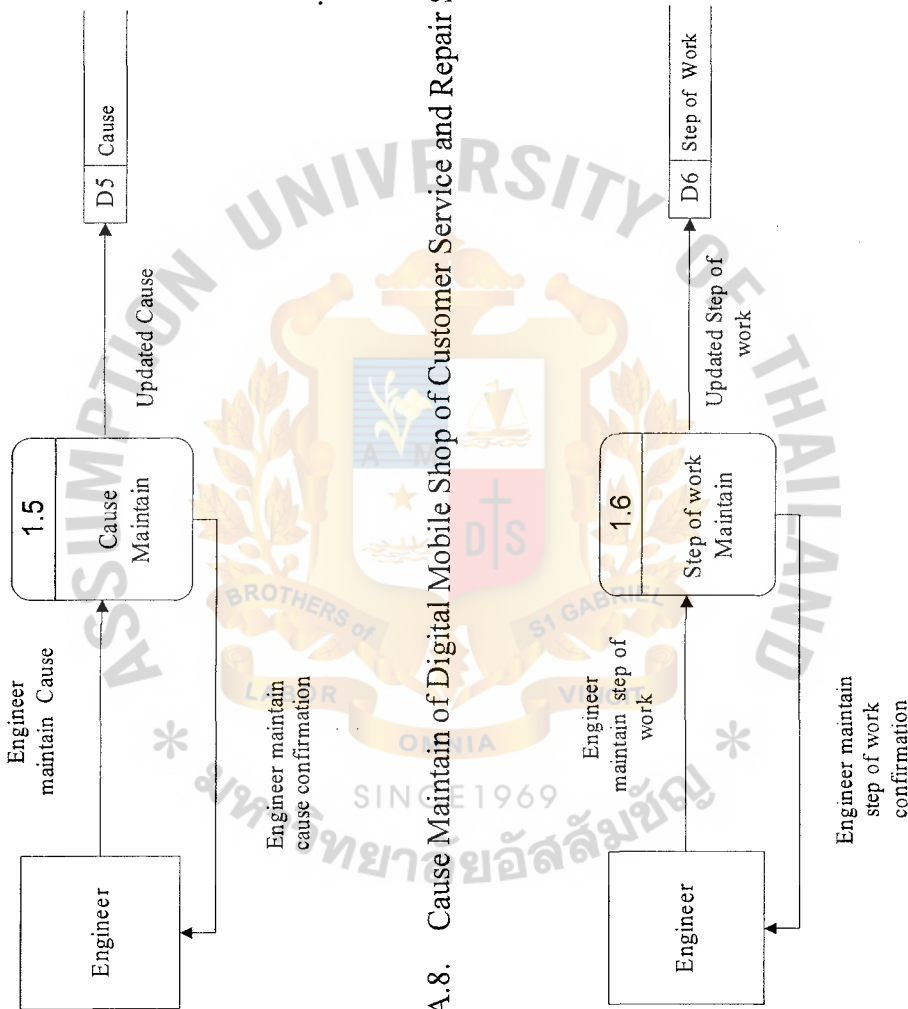 Engineer
Engineer
maintain Cause
1.5
Cause
Maintain
Updated Cause
D5 Cause
Engineer maintain
cause confirmation
A.8. Cause Maintain of Digital Mobile Shop of Customer Service and Repair
Engineer
Engineer
maintain step of
work
1.6
Step of work
Maintain
Updated Step of
work
D6 Step of Work
Engineer maintain
step of work
confirmation
ASSUMPTION UNIVERSITY OF THAILAND
A M
D S
BROTHERS of
S1 GABRIEL
LABOR
OMNIA
VINCIT
SINCE1969